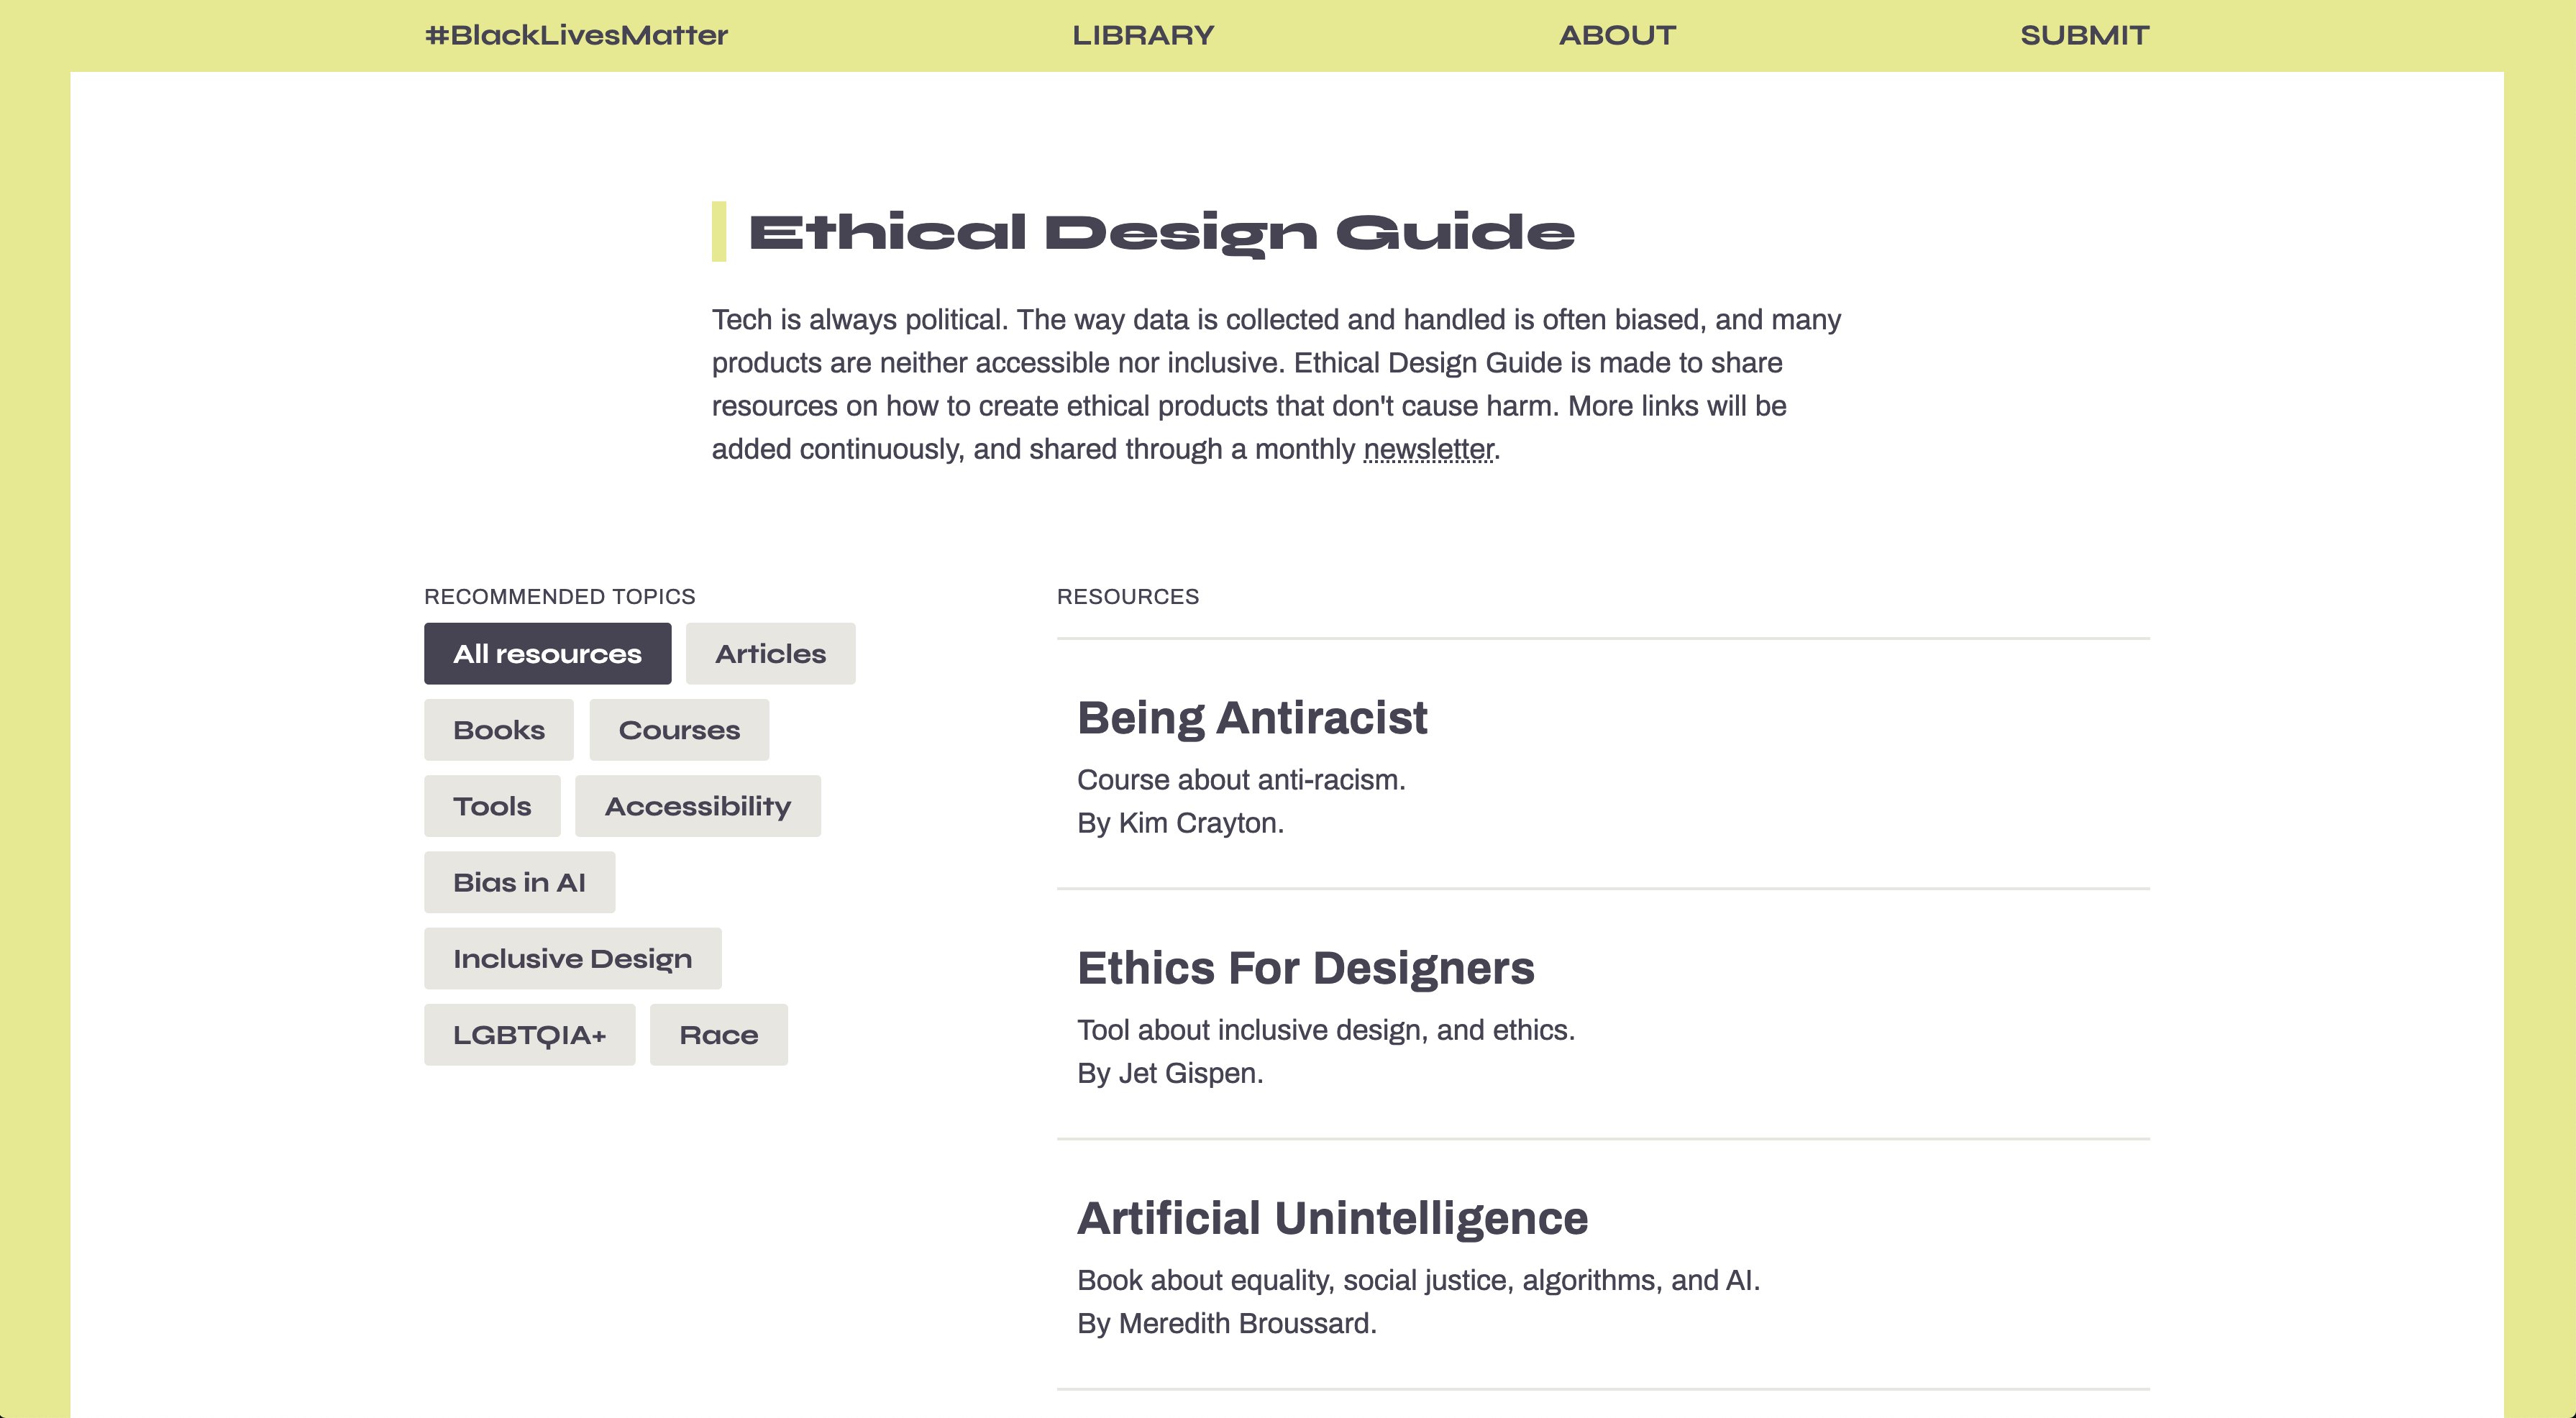 #BlackLivesMatter
LIBRARY
ABOUT
SUBMIT
Ethical Design Guide
Tech is always political. The way data is collected and handled is often biased, and many
products are neither accessible nor inclusive. Ethical Design Guide is made to share
resources on how to create ethical products that don't cause harm. More links will be
added continuously, and shared through a monthly newsletter.
RECOMMENDED TOPICS
All resources
Articles
Books
Courses
Tools
Accessibility
Bias in AI
Inclusive Design
LGBTQIA+
Race
RESOURCES
Being Antiracist
Course about anti-racism.
By Kim Crayton.
Ethics For Designers
Tool about inclusive design, and ethics.
By Jet Gispen.
Artificial Unintelligence
Book about equality, social justice, algorithms, and AI.
By Meredith Broussard.